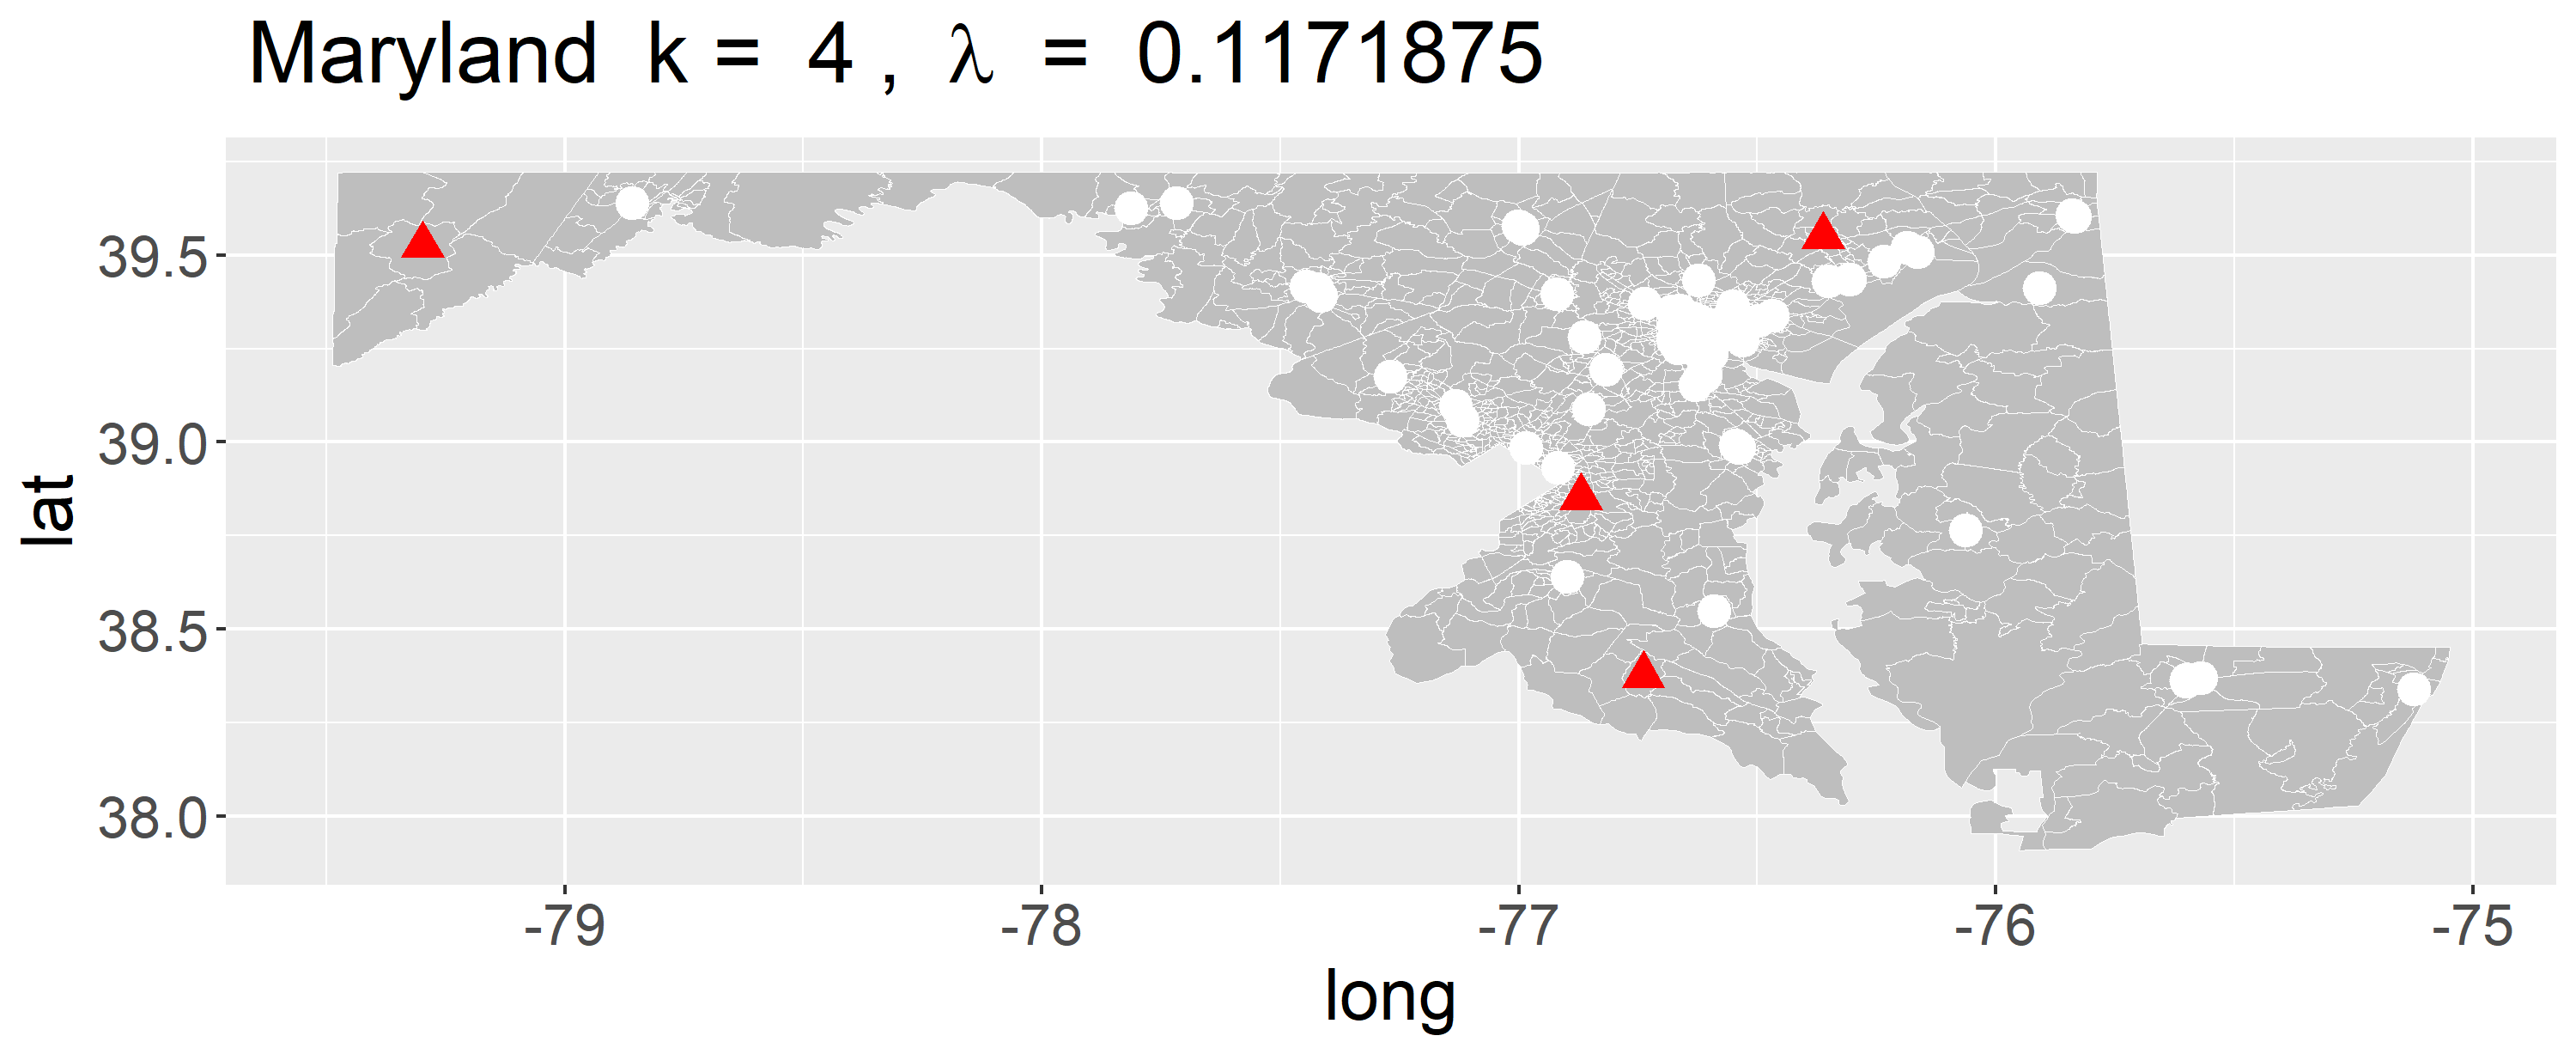 Maryland k = 4 , λ = 0.1171875
lat
39.5
39.0
38.5
38.0
-79 -78 -77 -76 -75
long